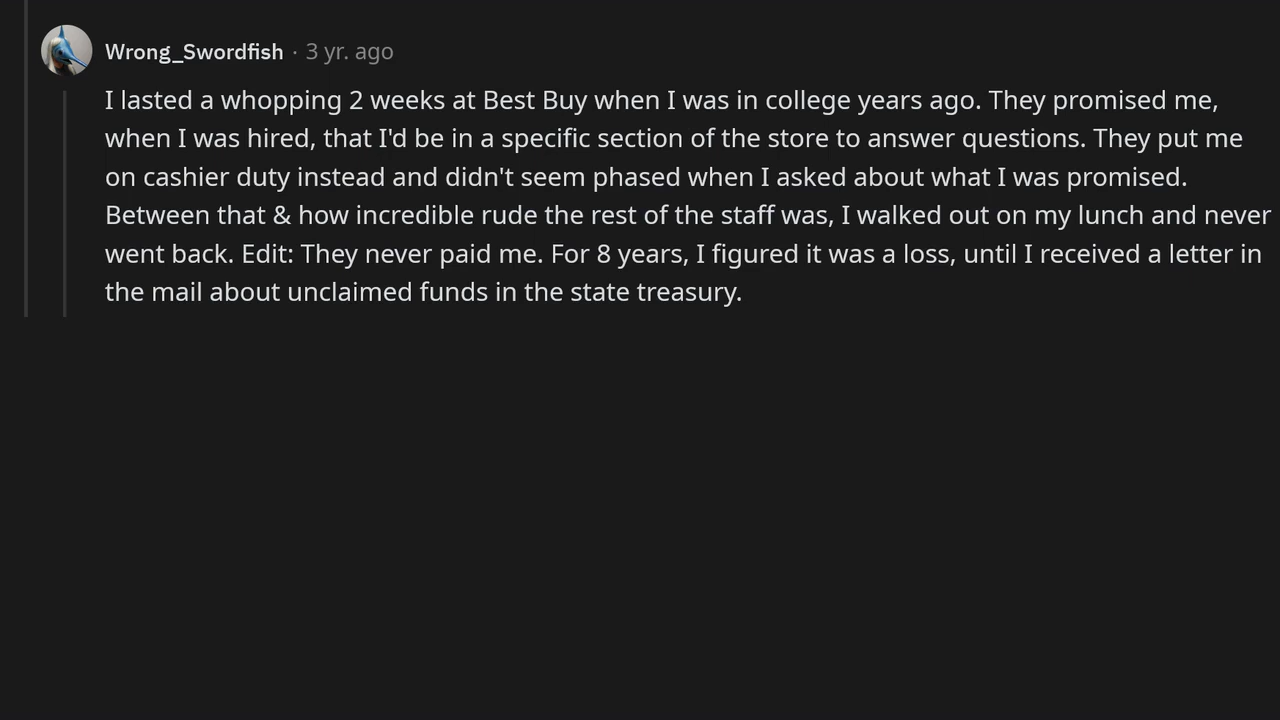 Wrong_Swordfish · 3 yr. ago
I lasted a whopping 2 weeks at Best Buy when I was in college years ago. They promised me,
when I was hired, that I'd be in a specific section of the store to answer questions. They put me
on cashier duty instead and didn't seem phased when I asked about what I was promised.
Between that & how incredible rude the rest of the staff was, I walked out on my lunch and never
went back. Edit: They never paid me. For 8 years, I figured it was a loss, until I received a letter in
the mail about unclaimed funds in the state treasury.